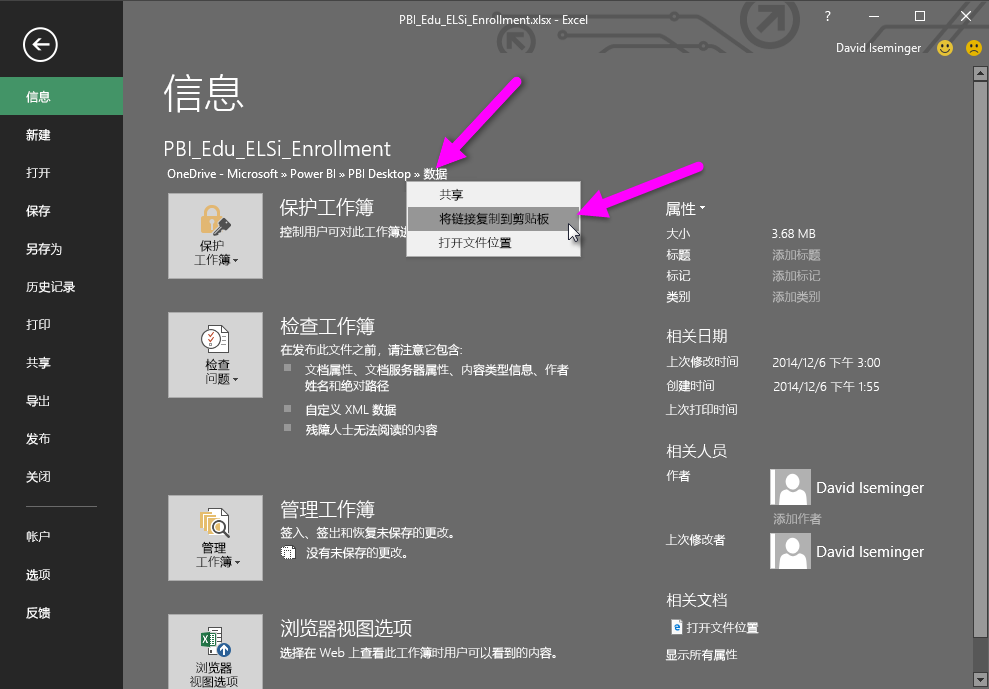 PBI_Edu_ELSi_Enrollment.xlsx - Excel
?
David Iseminger
信息
新建
打开
保存
另存为
历史记录
打印
共享
导出
发布
关闭
帐户
选项
反馈
信息
PBI_Edu_ELSi_Enrollment
OneDrive - Microsoft » Power BI » PBI Desktop » 数据
共享
将链接复制到剪贴板
打开文件位置
保护
工作簿
保护工作簿
控制用户可对此工作簿
检查
问题
检查工作簿
在发布此文件之前，请注意它包含:
文档属性、文档服务器属性、内容类型信息、作者
姓名和绝对路径
自定义 XML 数据
残障人士无法阅读的内容
管理
工作簿
管理工作簿
签入、签出和恢复未保存的更改。
没有未保存的更改。
浏览器
视图选项
浏览器视图选项
选择在 Web 上查看此工作簿时用户可以看到的内容。
属性
大小 3.68 MB
标题 添加标题
标记 添加标记
类别 添加类别
相关日期
上次修改时间 2014/12/6 下午 3:00
创建时间 2014/12/6 下午 1:55
上次打印时间
相关人员
作者 David Iseminger
添加作者
上次修改者 David Iseminger
相关文档
打开文件位置
显示所有属性